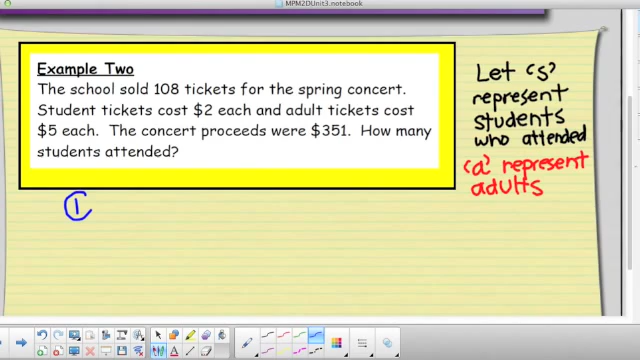 MPM2DUnit3.notebook
Example Two
The school sold 108 tickets for the spring concert.
Student tickets cost $2 each and adult tickets cost
$5 each. The concert proceeds were $351. How many
students attended?
Let 's'
represent
students
who attended
'a' represent
adults
1